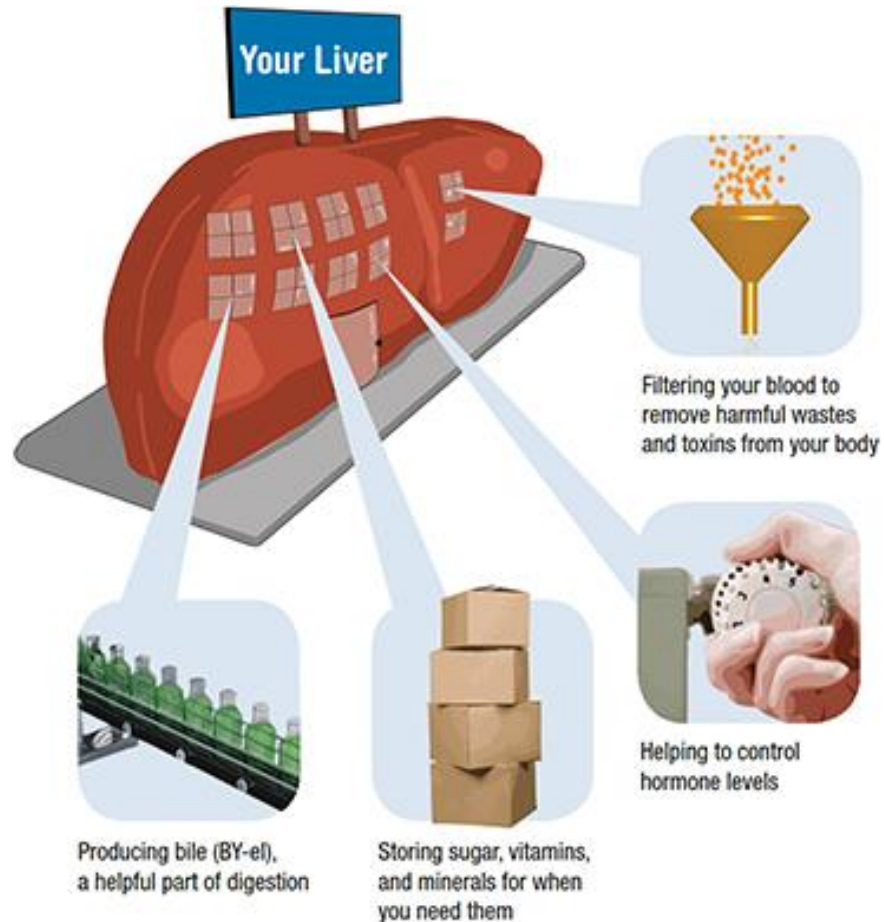 Your Liver
Filtering your blood to
remove harmful wastes
and toxins from your body
Helping to control
hormone levels
Producing bile (BY-el),
a helpful part of digestion
Storing sugar, vitamins,
and minerals for when
you need them